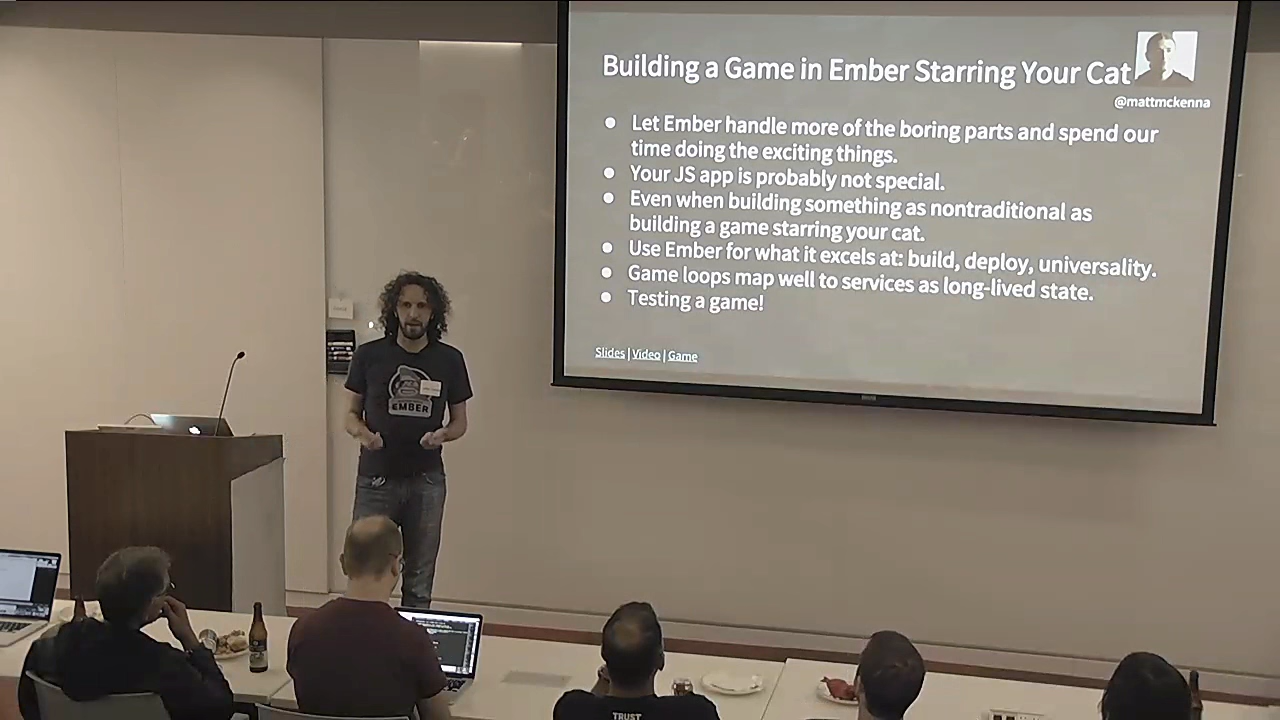 Building a Game in Ember Starring Your Cat
@mattmckenna
● Let Ember handle more of the boring parts and spend our
time doing the exciting things.
● Your JS app is probably not special.
● Even when building something as nontraditional as
building a game starring your cat.
● Use Ember for what it excels at: build, deploy, universality.
● Game loops map well to services as long-lived state.
● Testing a game!
Slides | Video | Game
EMBER
TRUST